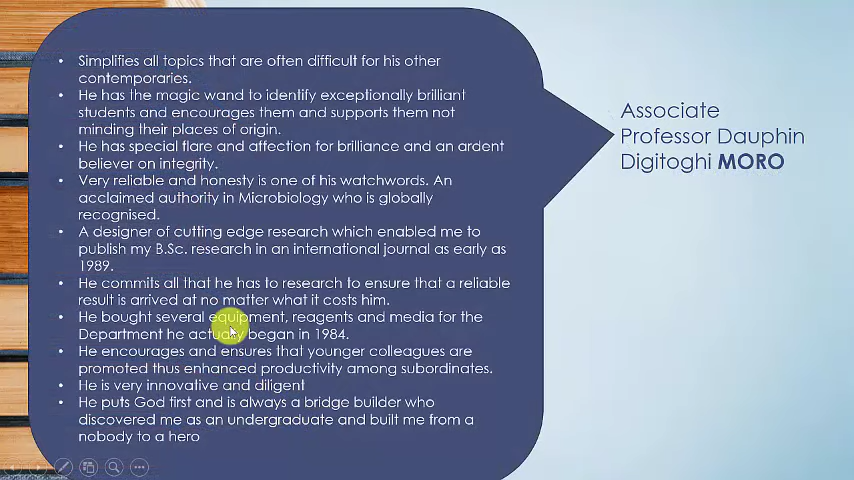 • Simplifies all topics that are often difficult for his other
contemporaries.
• He has the magic wand to identify exceptionally brilliant
students and encourages them and supports them not
minding their places of origin.
• He has special flare and affection for brilliance and an ardent
believer on integrity.
• Very reliable and honesty is one of his watchwords. An
acclaimed authority in Microbiology who is globally
recognised.
• A designer of cutting edge research which enabled me to
publish my B.Sc. research in an international journal as early as
1989.
• He commits all that he has to research to ensure that a reliable
result is arrived at no matter what it costs him.
• He bought several equipment, reagents and media for the
Department he actually began in 1984.
• He encourages and ensures that younger colleagues are
promoted thus enhanced productivity among subordinates.
• He is very innovative and diligent
• He puts God first and is always a bridge builder who
discovered me as an undergraduate and built me from a
nobody to a hero
Associate
Professor Dauphin
Digitoghi MORO